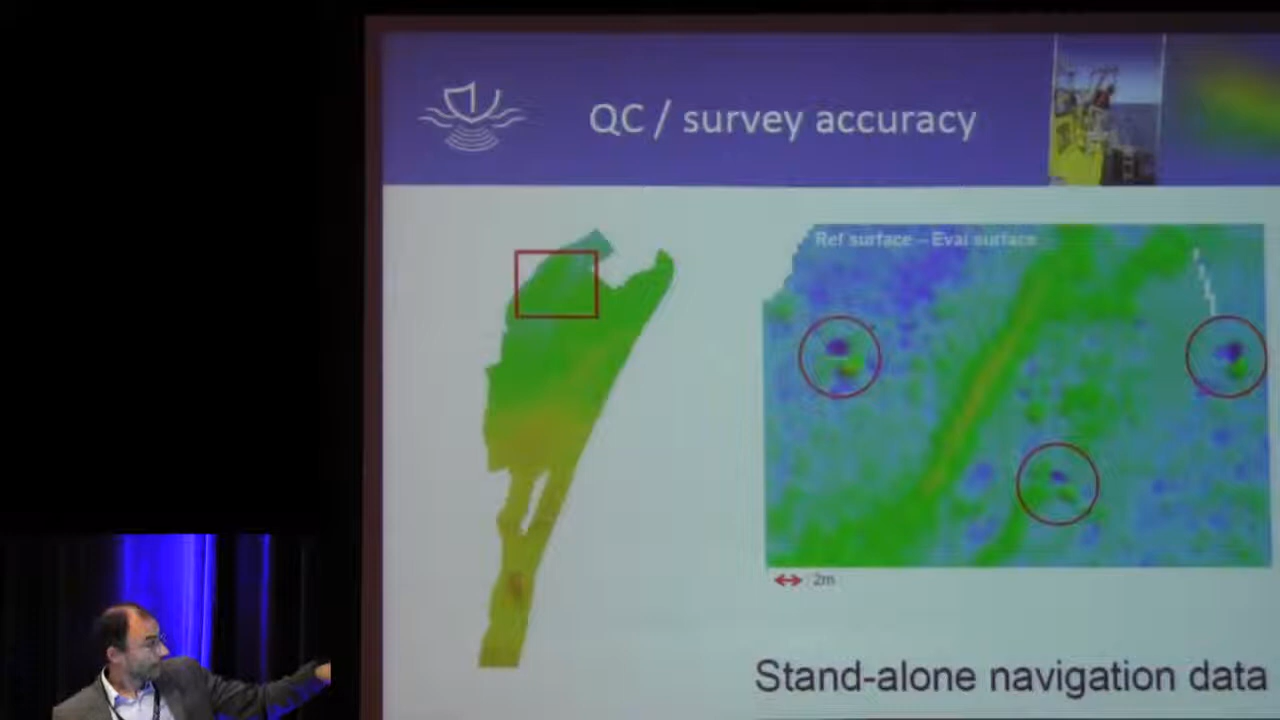 QC / survey accuracy
Ref surface – Eval surface
2m
Stand-alone navigation data